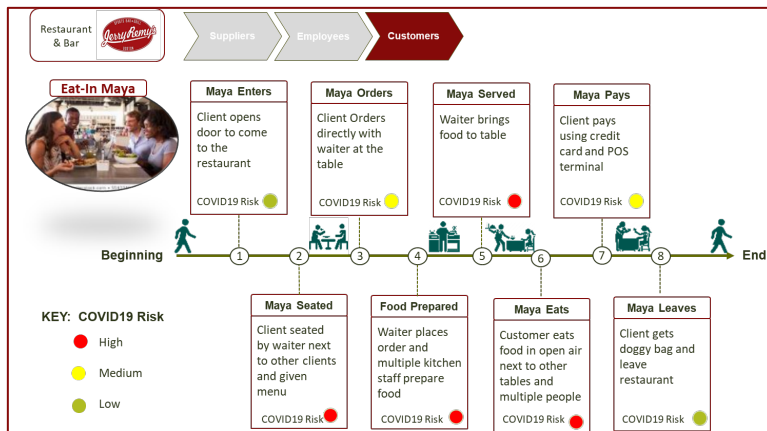 Restaurant
& Bar
Jerry Remy's
Suppliers
Employees
Customers
Eat-In Maya
Maya Enters
Client opens
door to come
to the
restaurant
COVID19 Risk
Maya Orders
Client Orders
directly with
waiter at the
table
COVID19 Risk
Maya Served
Waiter brings
food to table
COVID19 Risk
Maya Pays
Client pays
using credit
card and POS
terminal
COVID19 Risk
Beginning
1
2
3
4
5
6
7
8
End
KEY: COVID19 Risk
High
Medium
Low
Maya Seated
Client seated
by waiter next
to other clients
and given
menu
COVID19 Risk
Food Prepared
Waiter places
order and
multiple kitchen
staff prepare
food
COVID19 Risk
Maya Eats
Customer eats
food in open air
next to other
tables and
multiple people
COVID19 Risk
Maya Leaves
Client gets
doggy bag and
leave
restaurant
COVID19 Risk